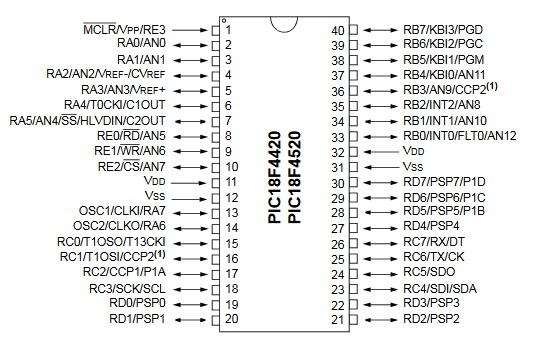 MCLR/VPP/RE3 1
RA0/AN0 2
RA1/AN1 3
RA2/AN2/VREF-/CVREF 4
RA3/AN3/VREF+ 5
RA4/T0CKI/C1OUT 6
RA5/AN4/SS/HLVDIN/C2OUT 7
RE0/RD/AN5 8
RE1/WR/AN6 9
RE2/CS/AN7 10
VDD 11
VSS 12
OSC1/CLKI/RA7 13
OSC2/CLKO/RA6 14
RC0/T1OSO/T13CKI 15
RC1/T1OSI/CCP2(1) 16
RC2/CCP1/P1A 17
RC3/SCK/SCL 18
RD0/PSP0 19
RD1/PSP1 20
PIC18F4420
PIC18F4520
40 RB7/KBI3/PGD
39 RB6/KBI2/PGC
38 RB5/KBI1/PGM
37 RB4/KBI0/AN11
36 RB3/AN9/CCP2(1)
35 RB2/INT2/AN8
34 RB1/INT1/AN10
33 RB0/INT0/FLT0/AN12
32 VDD
31 VSS
30 RD7/PSP7/P1D
29 RD6/PSP6/P1C
28 RD5/PSP5/P1B
27 RD4/PSP4
26 RC7/RX/DT
25 RC6/TX/CK
24 RC5/SDO
23 RC4/SDI/SDA
22 RD3/PSP3
21 RD2/PSP2